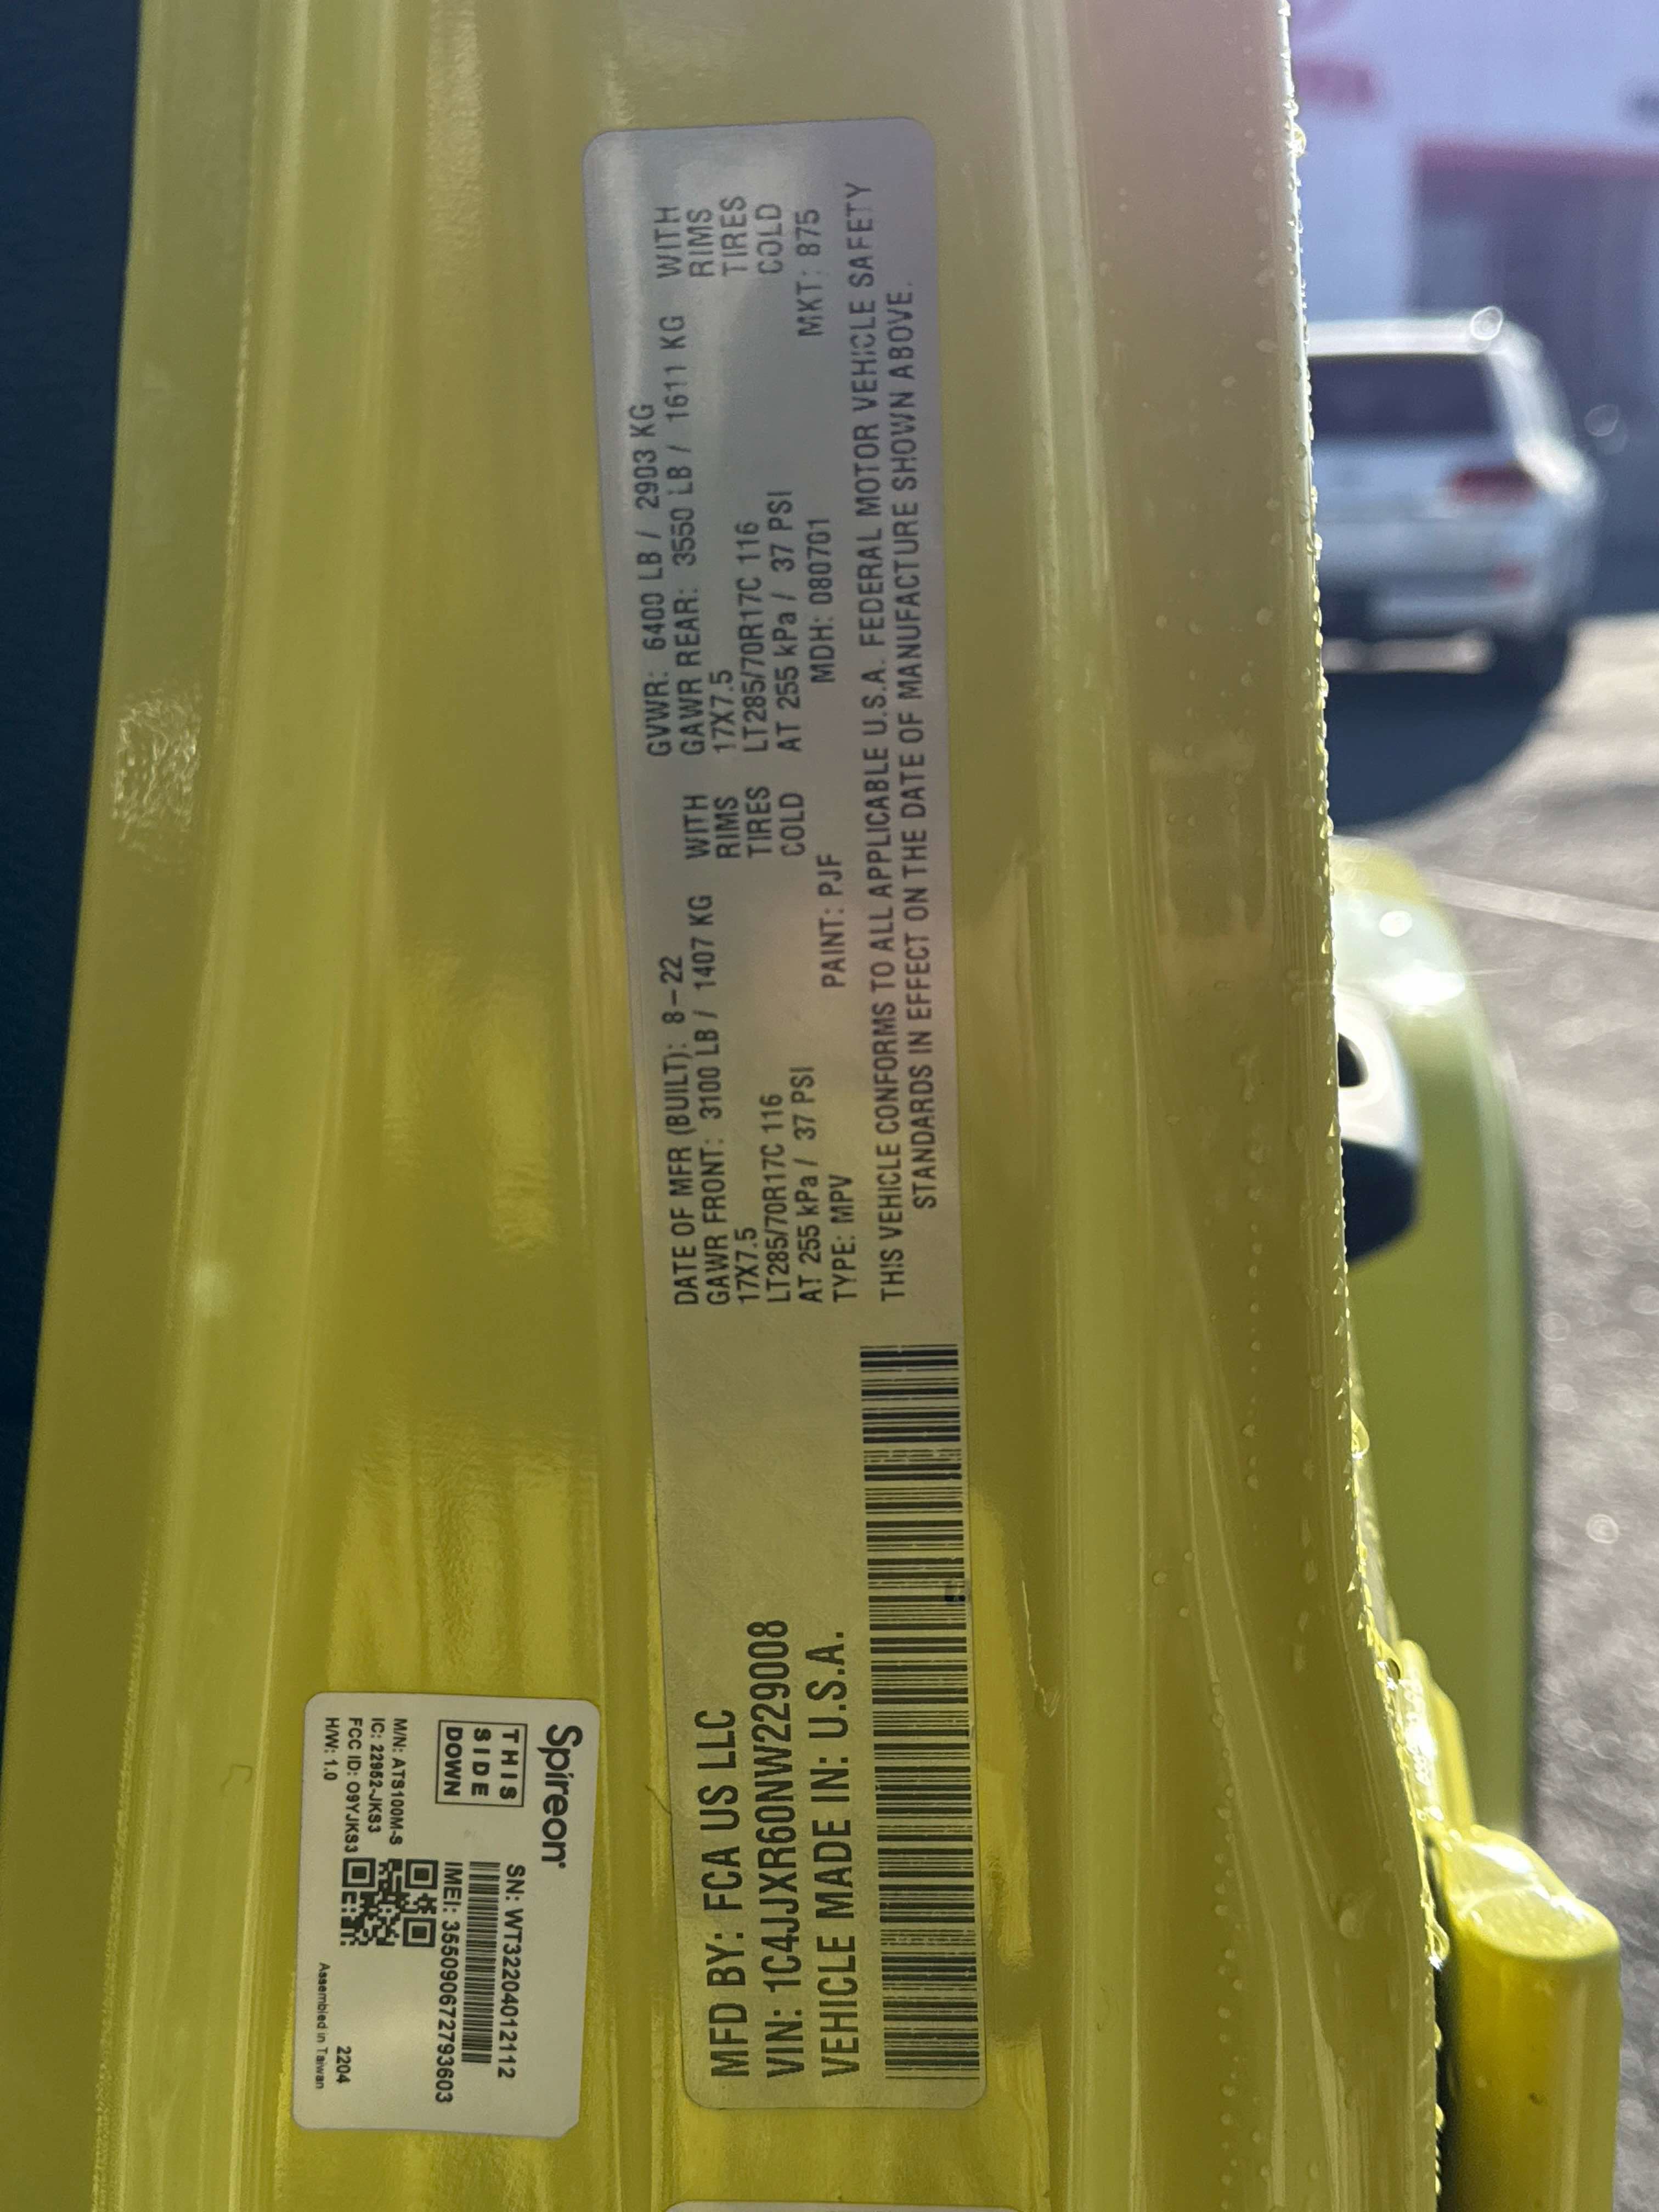 DATE OF MFR (BUILT): 8-22 GVWR: 6400 LB / 2903 KG
GAWR FRONT: 3100 LB / 1407 KG WITH GAWR REAR: 3550 LB / 1611 KG WITH
17X7.5 RIMS 17X7.5 RIMS
LT285/70R17C 116 TIRES LT285/70R17C 116 TIRES
AT 255 kPa / 37 PSI COLD AT 255 kPa / 37 PSI COLD
TYPE: MPV PAINT: PJF MDH: 080701 MKT: B75
THIS VEHICLE CONFORMS TO ALL APPLICABLE U.S.A. FEDERAL MOTOR VEHICLE SAFETY
STANDARDS IN EFFECT ON THE DATE OF MANUFACTURE SHOWN ABOVE.
MFD BY: FCA US LLC
VIN: 1C4JJXR60NW229008
VEHICLE MADE IN: U.S.A.
Spireon
THIS
SIDE
DOWN
SN: WT32204012112
IMEI: 355090672793603
M/N: ATS100M-S
IC: 22952-JKS3
FCC ID: O9YJKS3
H/W: 1.0
2204
Assembled in Taiwan